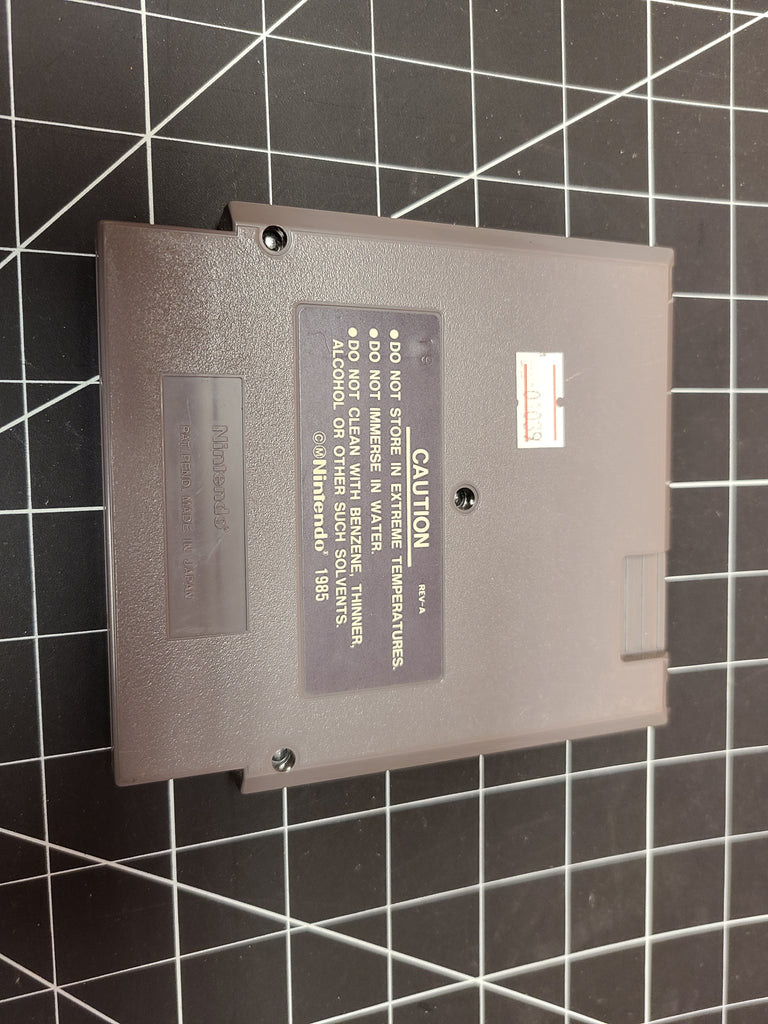 CAUTION REV-A
●DO NOT STORE IN EXTREME TEMPERATURES.
●DO NOT IMMERSE IN WATER.
●DO NOT CLEAN WITH BENZENE, THINNER,
ALCOHOL OR OTHER SUCH SOLVENTS.
©Ⓜ Nintendo® 1985
Nintendo®
PAT. PEND. MADE IN JAPAN